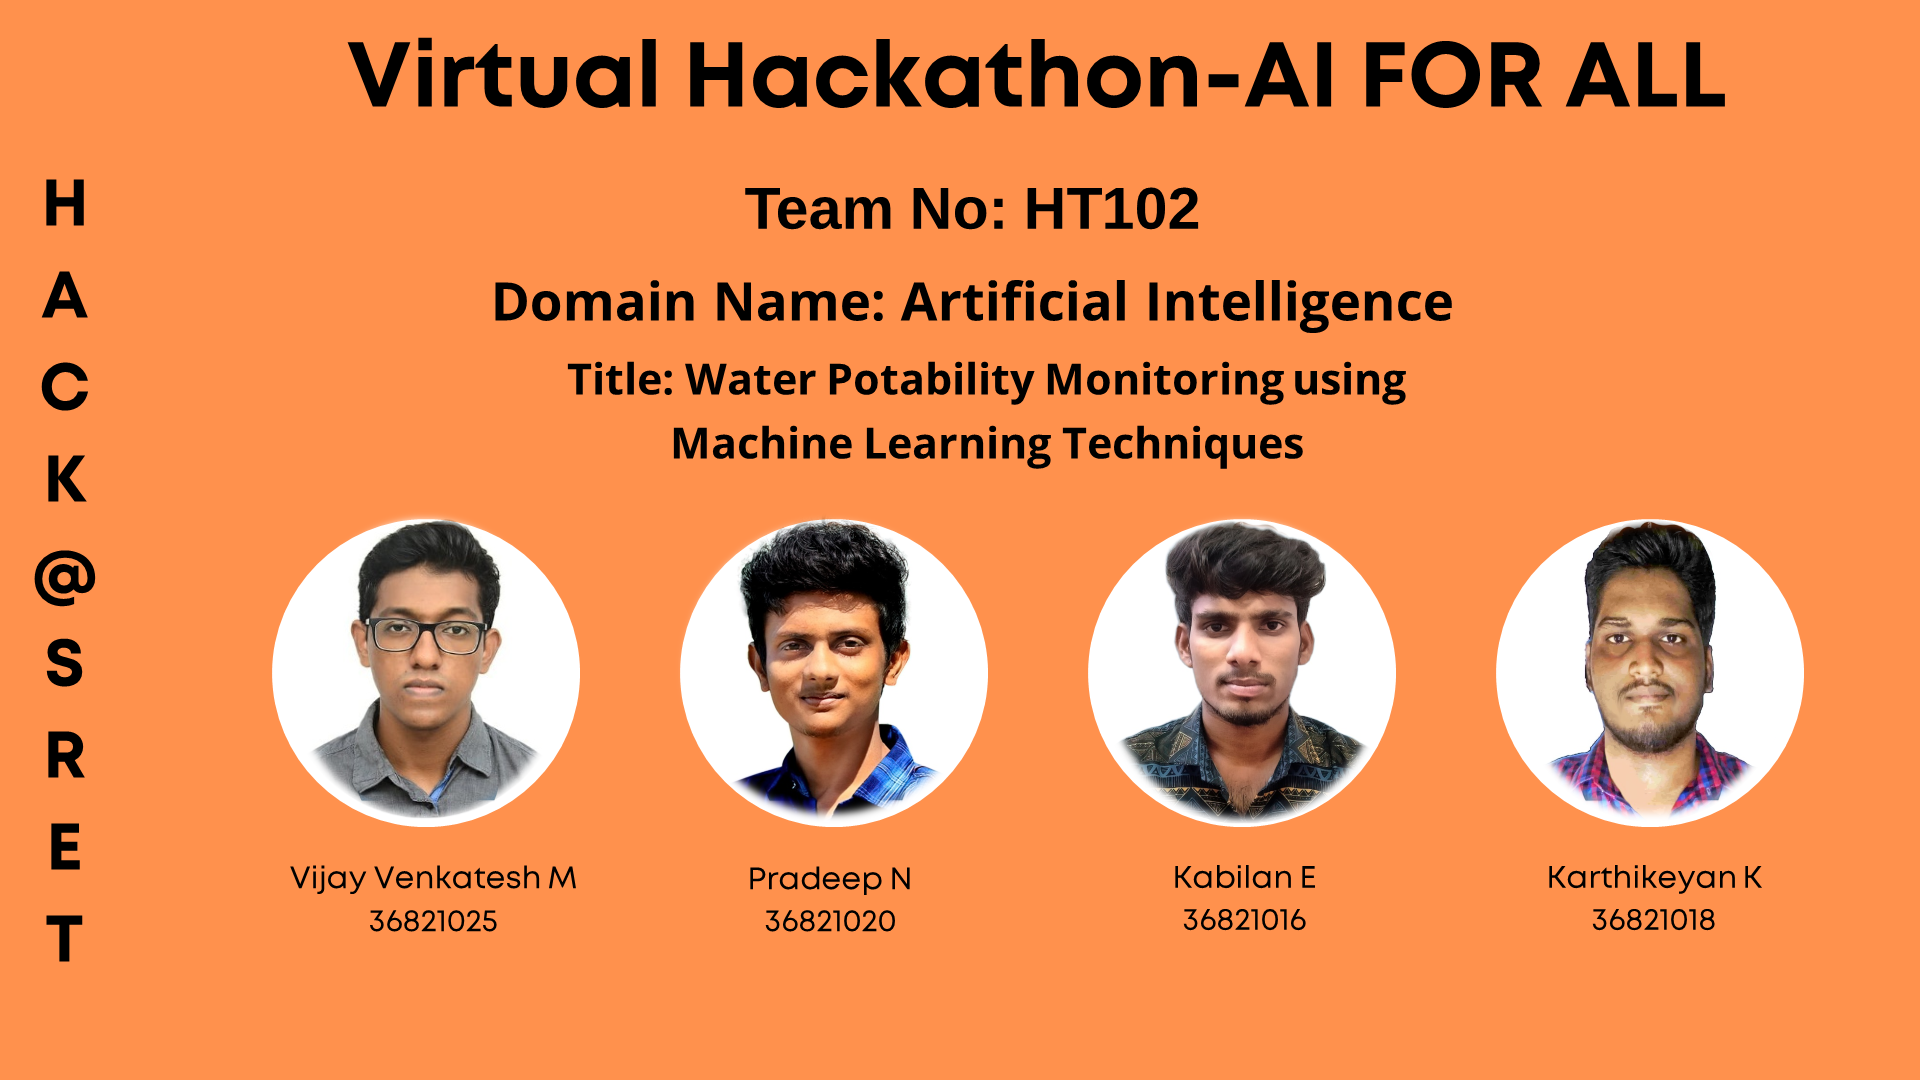 Virtual Hackathon-AI FOR ALL
H
A
C
K
@
S
R
E
T
Team No: HT102
Domain Name: Artificial Intelligence
Title: Water Potability Monitoring using
Machine Learning Techniques
Vijay Venkatesh M
36821025
Pradeep N
36821020
Kabilan E
36821016
Karthikeyan K
36821018